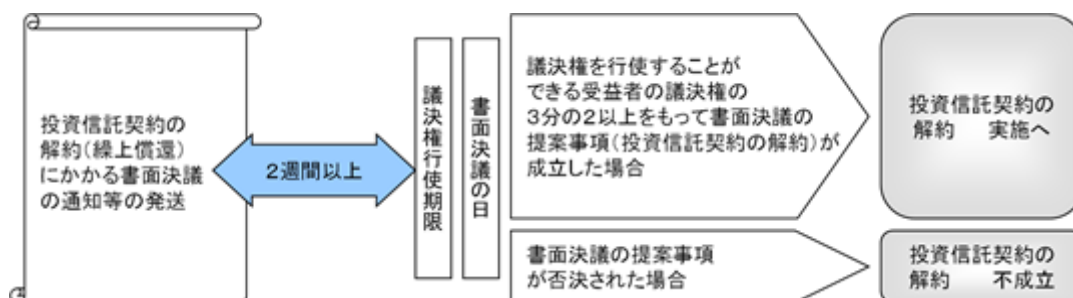 投資信託契約の
解約(繰上償還)
にかかる書面決議
の通知等の発送
2週間以上
議決権行使期限
書面決議の日
議決権を行使することが
できる受益者の議決権の
3分の2以上をもって書面決議の
提案事項(投資信託契約の解約)が
成立した場合
投資信託契約の
解約 実施へ
書面決議の提案事項
が否決された場合
投資信託契約の
解約 不成立